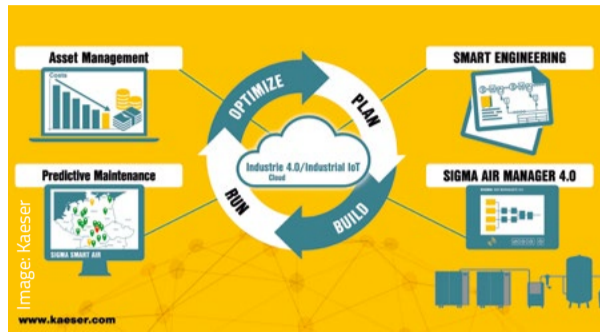 Asset Management
Costs
SMART ENGINEERING
OPTIMIZE
PLAN
Industrie 4.0/Industrial IoT
Cloud
Predictive Maintenance
SIGMA AIR MANAGER 4.0
RUN
BUILD
SIGMA SMART AIR
Image: Kaeser
www.kaeser.com